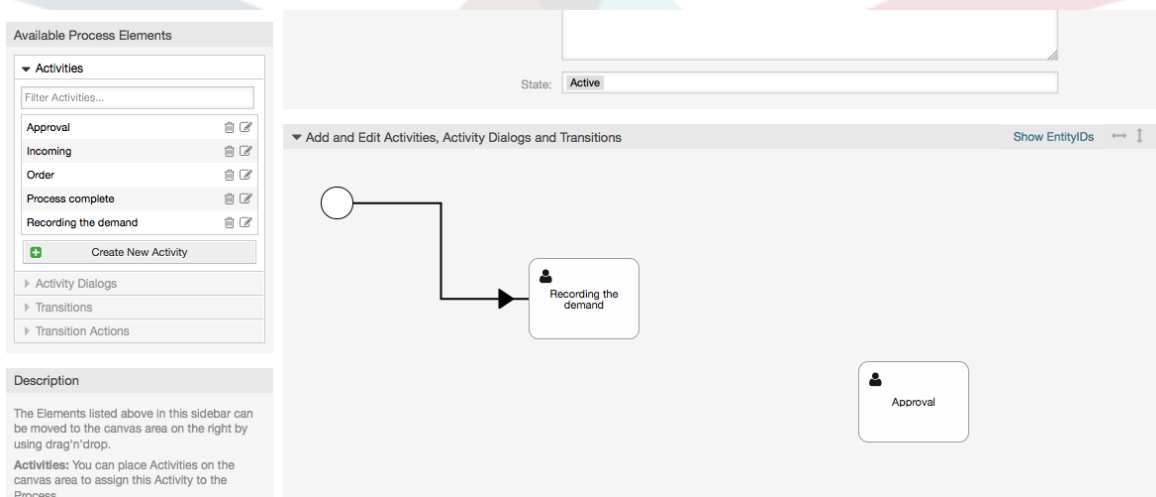 Available Process Elements
Activities
Filter Activities...
Approval
Incoming
Order
Process complete
Recording the demand
Create New Activity
Activity Dialogs
Transitions
Transition Actions
Description
The Elements listed above in this sidebar can
be moved to the canvas area on the right by
using drag'n'drop.
Activities: You can place Activities on the
canvas area to assign this Activity to the
Process.
State: Active
Add and Edit Activities, Activity Dialogs and Transitions
Show EntityIDs
Recording the
demand
Approval